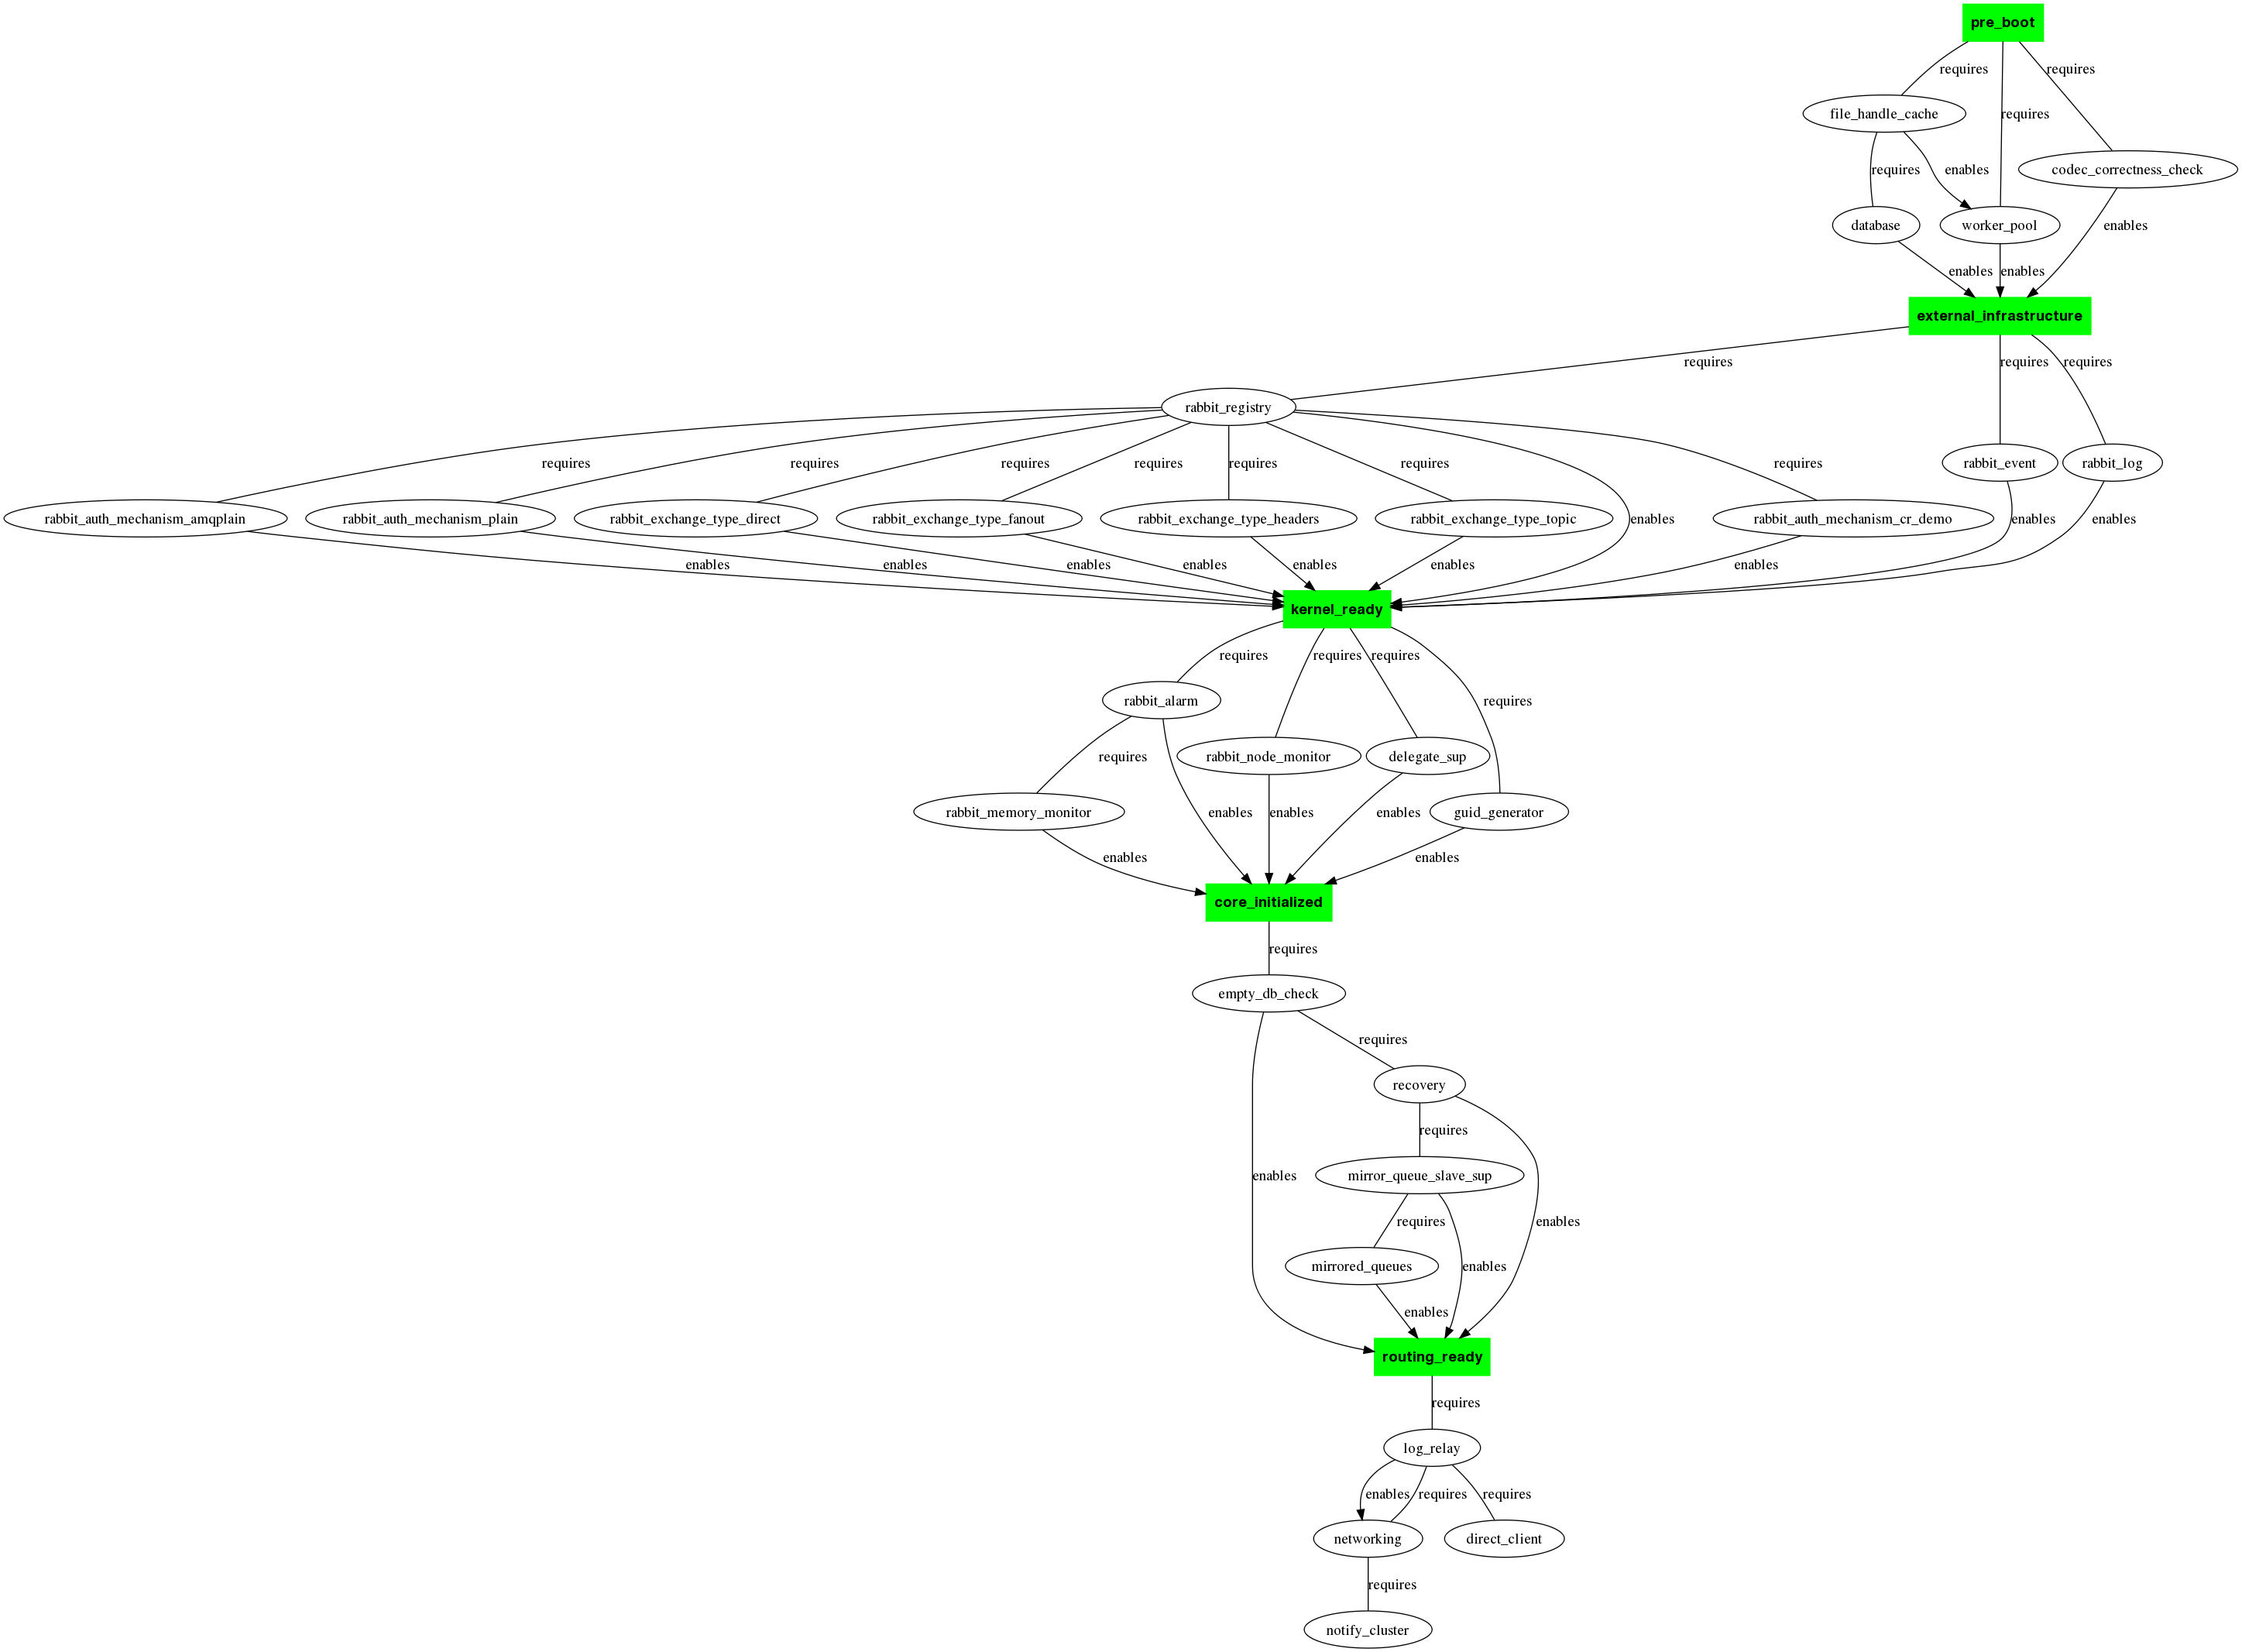 pre_boot
requires
requires
requires
file_handle_cache
requires
enables
codec_correctness_check
database
worker_pool
enables
enables
enables
external_infrastructure
requires
requires
requires
rabbit_registry
requires
requires
requires
requires
requires
requires
requires
rabbit_event
rabbit_log
rabbit_auth_mechanism_amqplain
rabbit_auth_mechanism_plain
rabbit_exchange_type_direct
rabbit_exchange_type_fanout
rabbit_exchange_type_headers
rabbit_exchange_type_topic
enables
rabbit_auth_mechanism_cr_demo
enables
enables
enables
enables
enables
enables
enables
enables
enables
kernel_ready
requires
requires
requires
requires
rabbit_alarm
requires
rabbit_node_monitor
delegate_sup
rabbit_memory_monitor
enables
enables
enables
guid_generator
enables
enables
core_initialized
requires
empty_db_check
requires
recovery
requires
enables
mirror_queue_slave_sup
requires
enables
mirrored_queues
enables
enables
routing_ready
requires
log_relay
enables
requires
requires
networking
direct_client
requires
notify_cluster